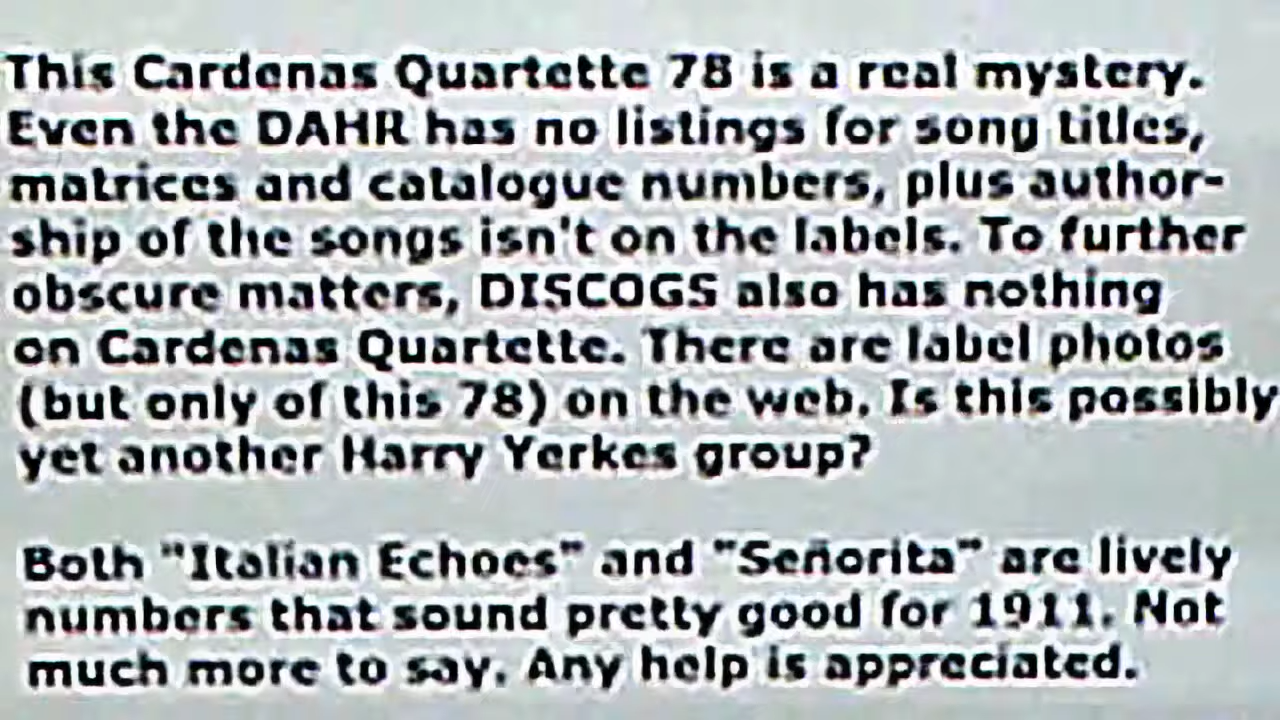 This Cardenas Quartette 78 is a real mystery.
Even the DAHR has no listings for song titles,
matrices and catalogue numbers, plus author-
ship of the songs isn't on the labels. To further
obscure matters, DISCOGS also has nothing
on Cardenas Quartette. There are label photos
(but only of this 78) on the web. Is this possibly
yet another Harry Yerkes group?
Both "Italian Echoes" and "Señorita" are lively
numbers that sound pretty good for 1911. Not
much more to say. Any help is appreciated.